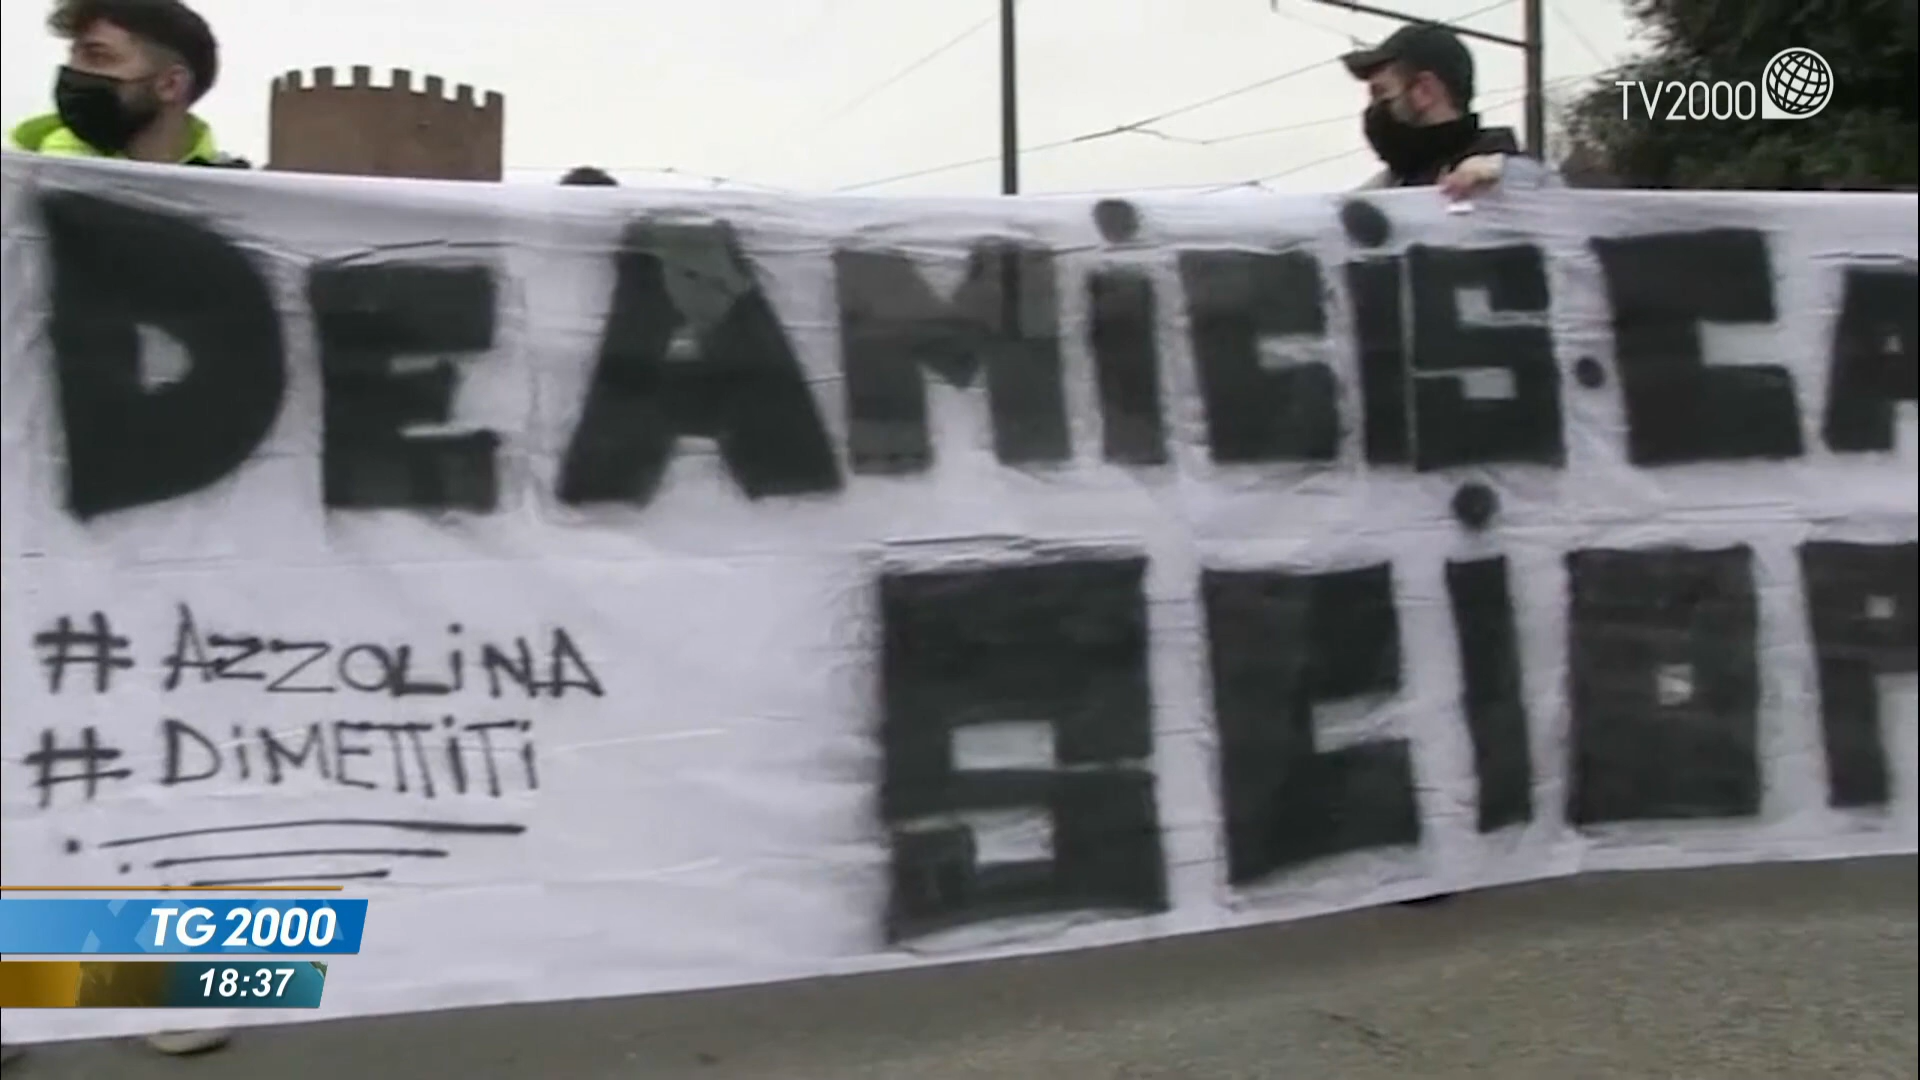 TV2000
DE AMiCiS.CA
SCiOP
#AZZOLiNA
#DiMETTiTi
TG 2000
18:37